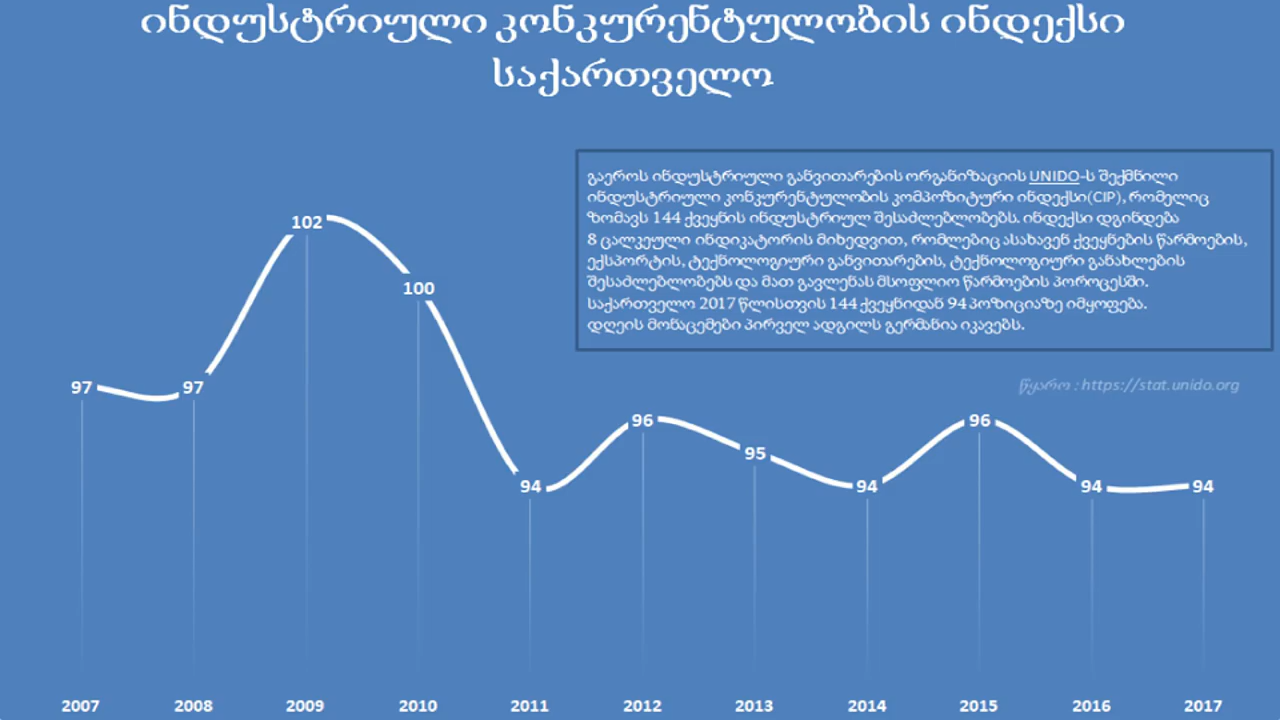 ინდუსტრიული კონკურენტულობის ინდექსი
საქართველო
გაეროს ინდუსტრიული განვითარების ორგანიზაციის UNIDO-ს შექმნილი
ინდუსტრიული კონკურენტულობის კომპოზიტური ინდექსი(CIP), რომელიც
ზომავს 144 ქვეყნის ინდუსტრიულ შესაძლებლობებს. ინდექსი დგინდება
8 ცალკეული ინდიკატორის მიხედვით, რომლებიც ასახავენ ქვეყნების წარმოების,
ექსპორტის, ტექნოლოგიური განვითარების, ტექნოლოგიური განახლების
შესაძლებლობებს და მათ გავლენას მსოფლიო წარმოების პოროცესში.
საქართველო 2017 წლისთვის 144 ქვეყნიდან 94 პოზიციაზე იმყოფება.
დღეის მონაცემები პირველ ადგილს გერმანია იკავებს.
წყარო : https://stat.unido.org
97 97 102 100 94 96 95 94 96 94 94
2007 2008 2009 2010 2011 2012 2013 2014 2015 2016 2017